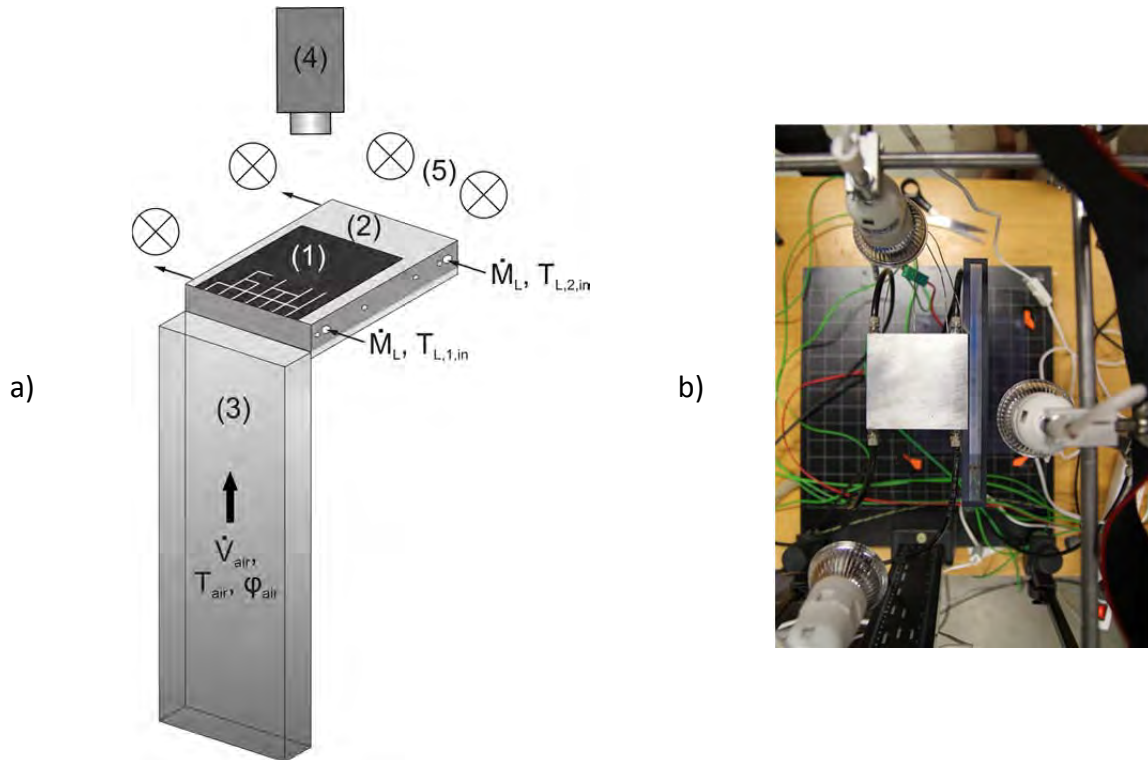 (4)
(5)
(2)
(1)
Ṁ_L, T_L,2,in
Ṁ_L, T_L,1,in
a)
(3)
b)
V̇_air,
T_air, φ_air